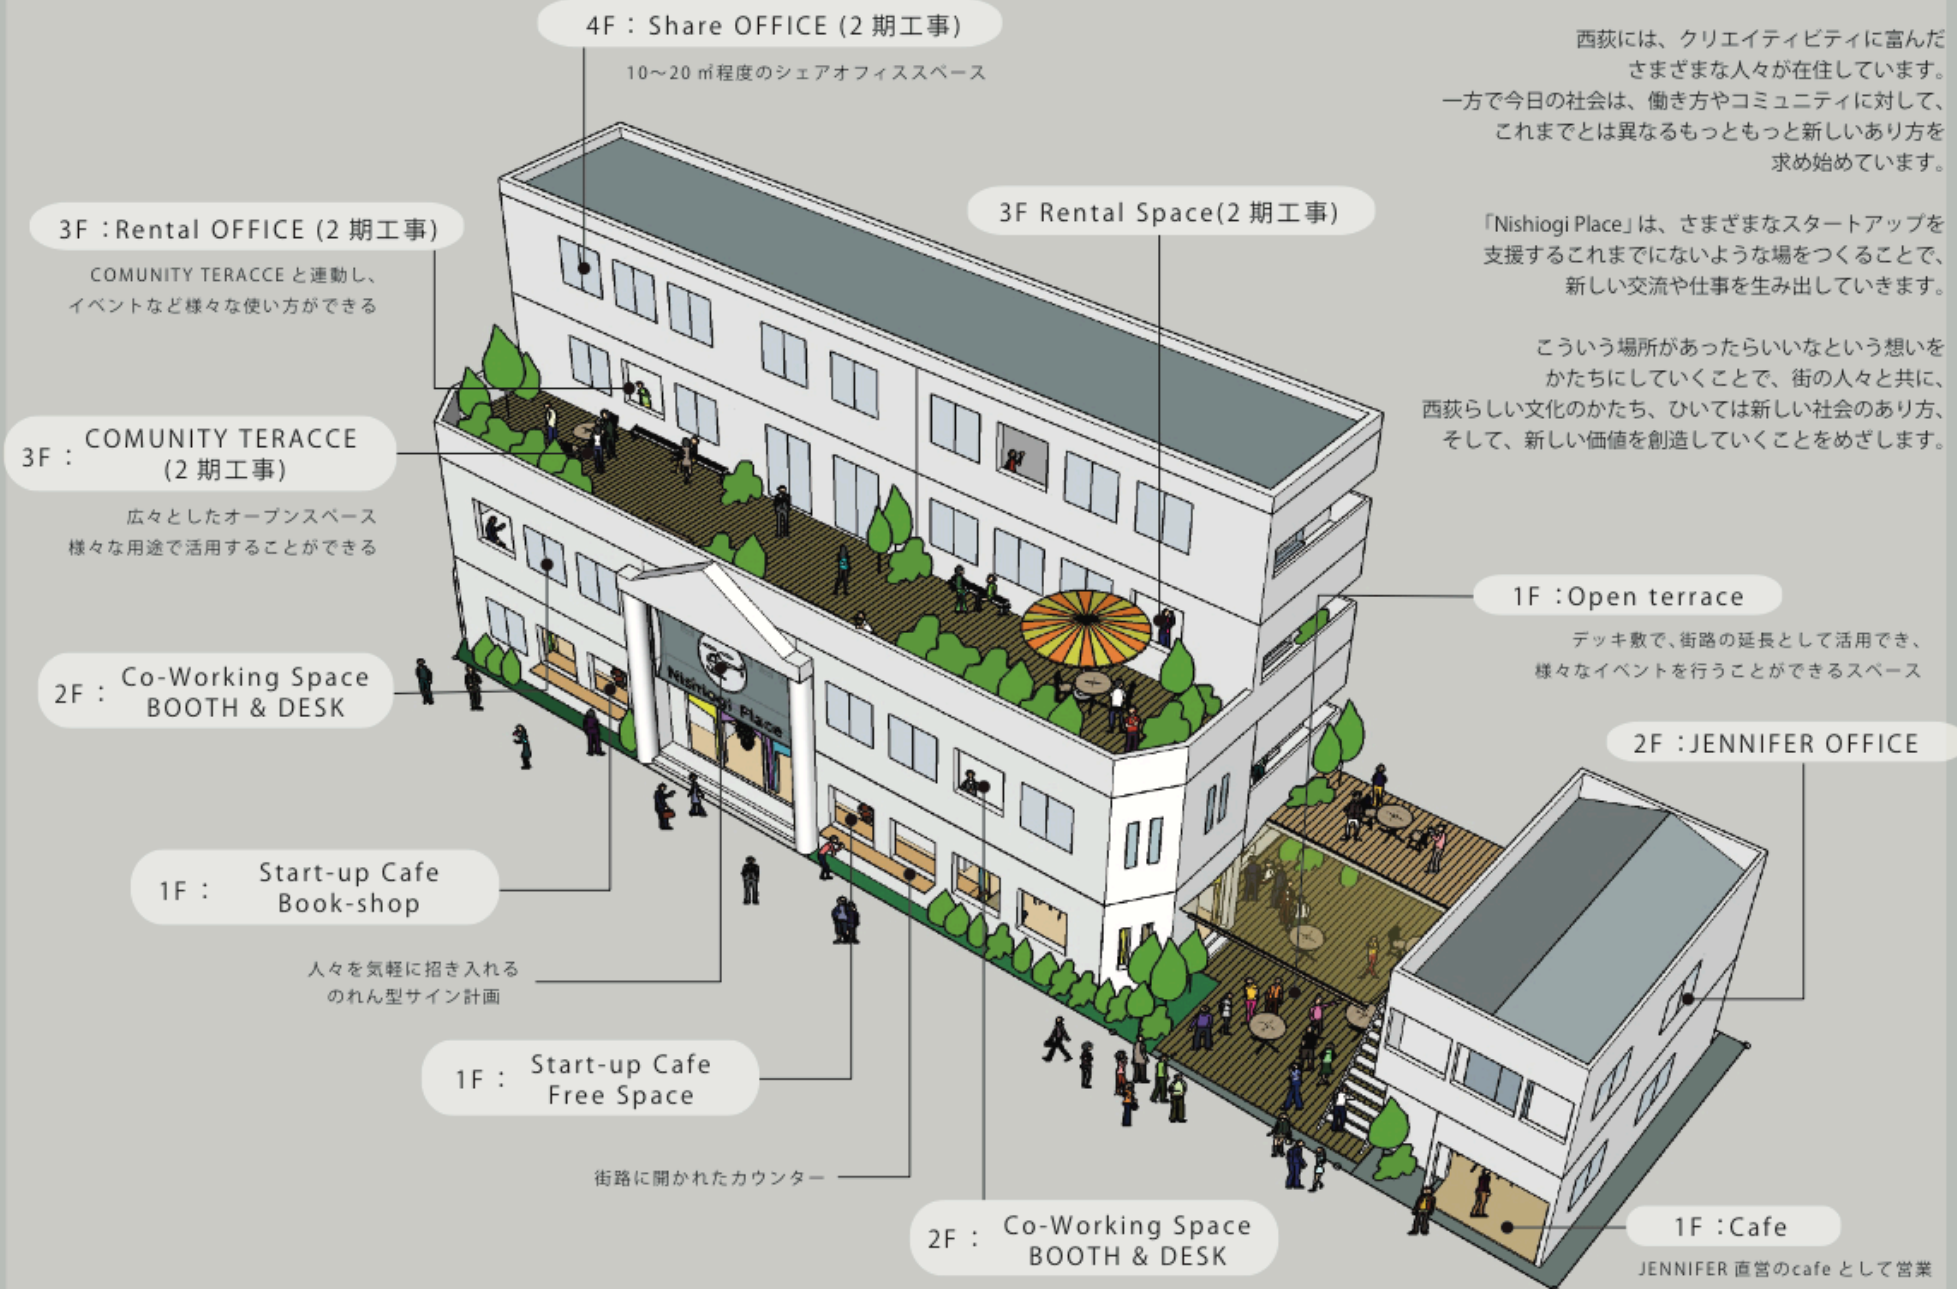 4F：Share OFFICE (2 期工事)
10～20 ㎡程度のシェアオフィススペース
西荻には、クリエイティビティに富んだ
さまざまな人々が在住しています。
一方で今日の社会は、働き方やコミュニティに対して、
これまでとは異なるもっともっと新しいあり方を
求め始めています。
「Nishiogi Place」は、さまざまなスタートアップを
支援するこれまでにないような場をつくることで、
新しい交流や仕事を生み出していきます。
こういう場所があったらいいなという想いを
かたちにしていくことで、街の人々と共に、
西荻らしい文化のかたち、ひいては新しい社会のあり方、
そして、新しい価値を創造していくことをめざします。
3F：Rental OFFICE (2 期工事)
COMUNITY TERACCE と連動し、
イベントなど様々な使い方ができる
3F Rental Space(2 期工事)
3F：COMUNITY TERACCE
(2 期工事)
広々としたオープンスペース
様々な用途で活用することができる
1F：Open terrace
デッキ敷で、街路の延長として活用でき、
様々なイベントを行うことができるスペース
2F：Co-Working Space
BOOTH & DESK
Nishiogi Place
2F：JENNIFER OFFICE
1F：Start-up Cafe
Book-shop
人々を気軽に招き入れる
のれん型サイン計画
1F：Start-up Cafe
Free Space
街路に開かれたカウンター
2F：Co-Working Space
BOOTH & DESK
1F：Cafe
JENNIFER 直営のcafe として営業